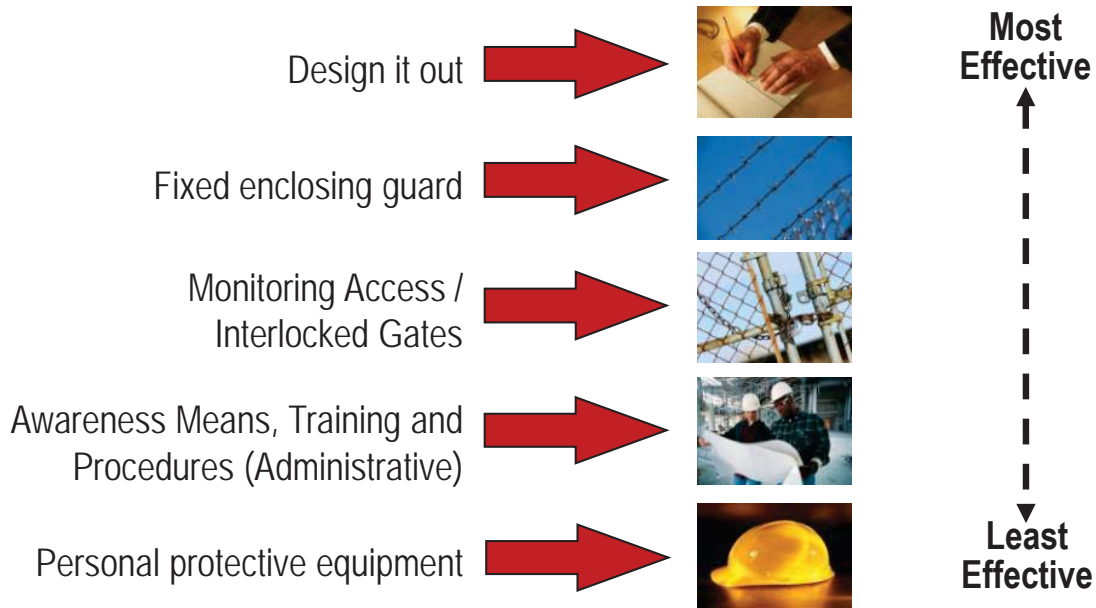 Design it out
Most
Effective
Fixed enclosing guard
Monitoring Access /
Interlocked Gates
Awareness Means, Training and
Procedures (Administrative)
Personal protective equipment
Least
Effective